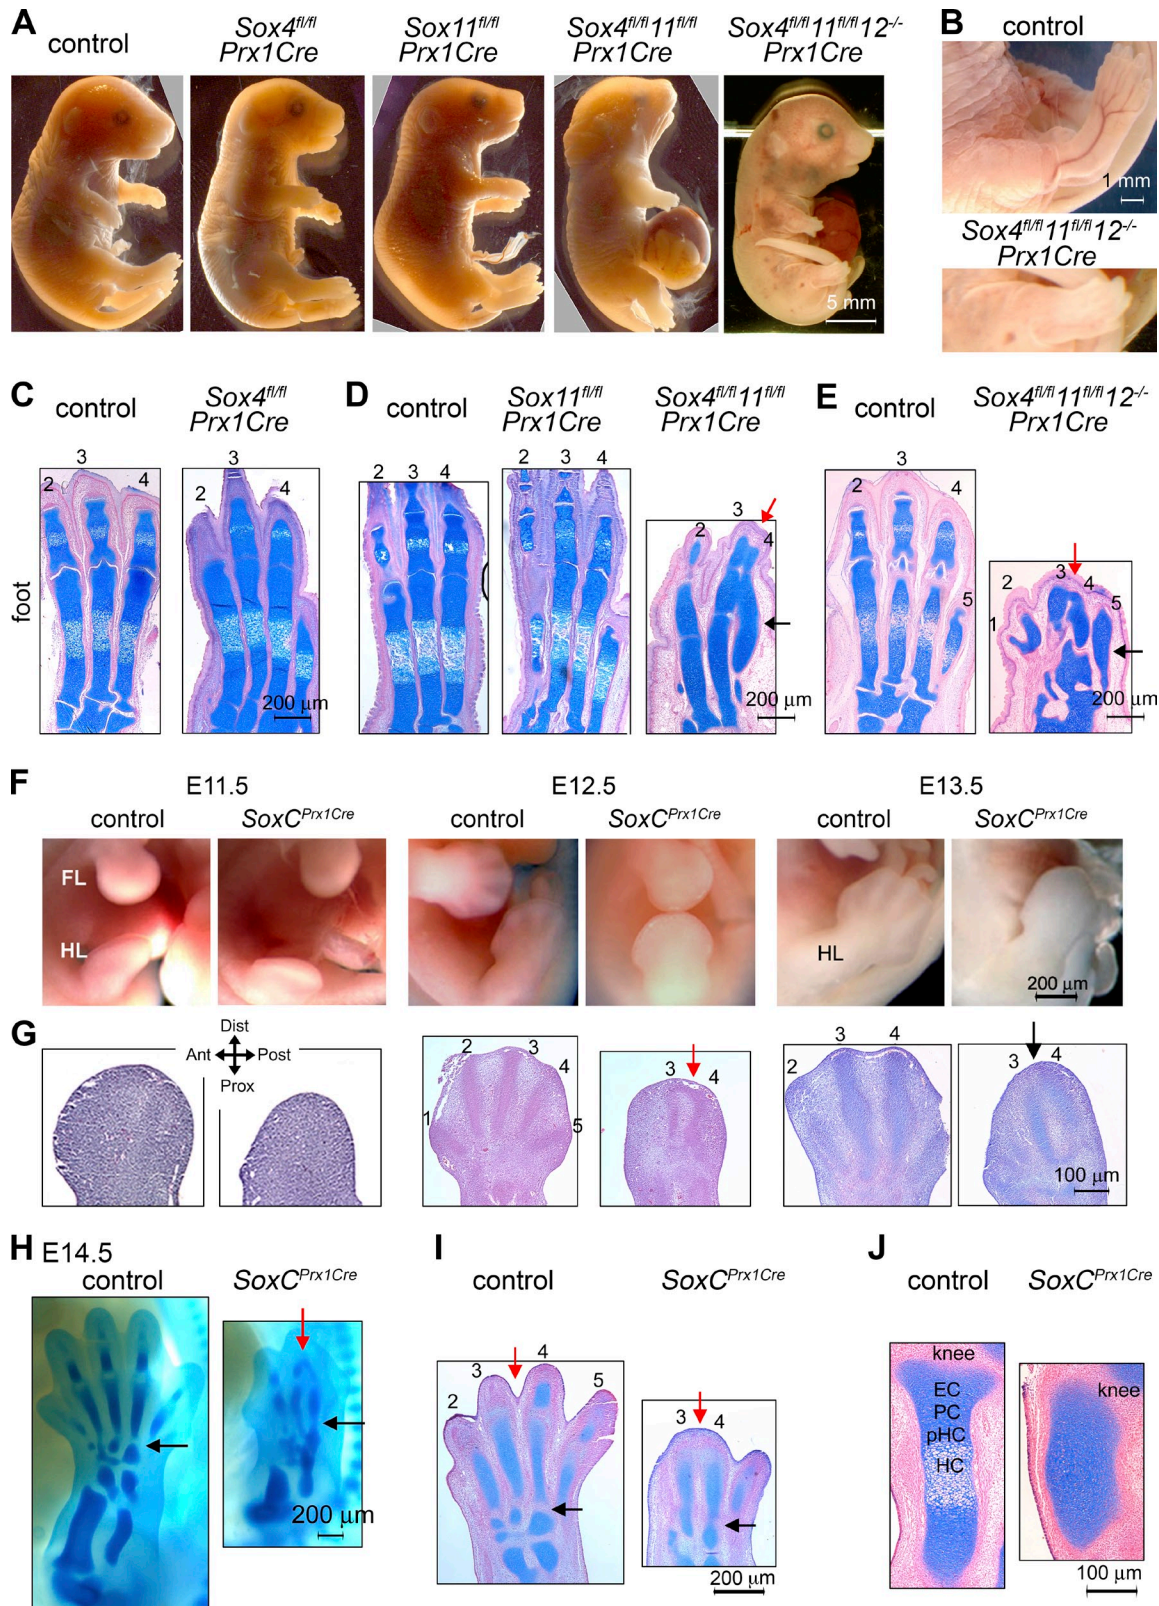 A
control
Sox4fl/fl
Prx1Cre
Sox11fl/fl
Prx1Cre
Sox4fl/fl11fl/fl
Prx1Cre
Sox4fl/fl11fl/fl12-/-
Prx1Cre
5 mm
B
control
1 mm
Sox4fl/fl11fl/fl12-/-
Prx1Cre
C
control
Sox4fl/fl
Prx1Cre
foot
2
3
4
2
3
4
200 µm
D
control
Sox11fl/fl
Prx1Cre
Sox4fl/fl11fl/fl
Prx1Cre
2 3 4
2 3 4
2
3
4
200 µm
E
control
Sox4fl/fl11fl/fl12-/-
Prx1Cre
2
3
4
5
1
2
3
4
5
200 µm
F
E11.5
E12.5
E13.5
control
SoxCPrx1Cre
control
SoxCPrx1Cre
control
SoxCPrx1Cre
FL
HL
HL
200 µm
G
Dist
Ant
Post
Prox
1
2
3
4
5
3
4
2
3
4
3
4
100 µm
H
E14.5
control
SoxCPrx1Cre
200 µm
I
control
SoxCPrx1Cre
2
3
4
5
3 4
200 µm
J
control
SoxCPrx1Cre
knee
EC
PC
pHC
HC
knee
100 µm